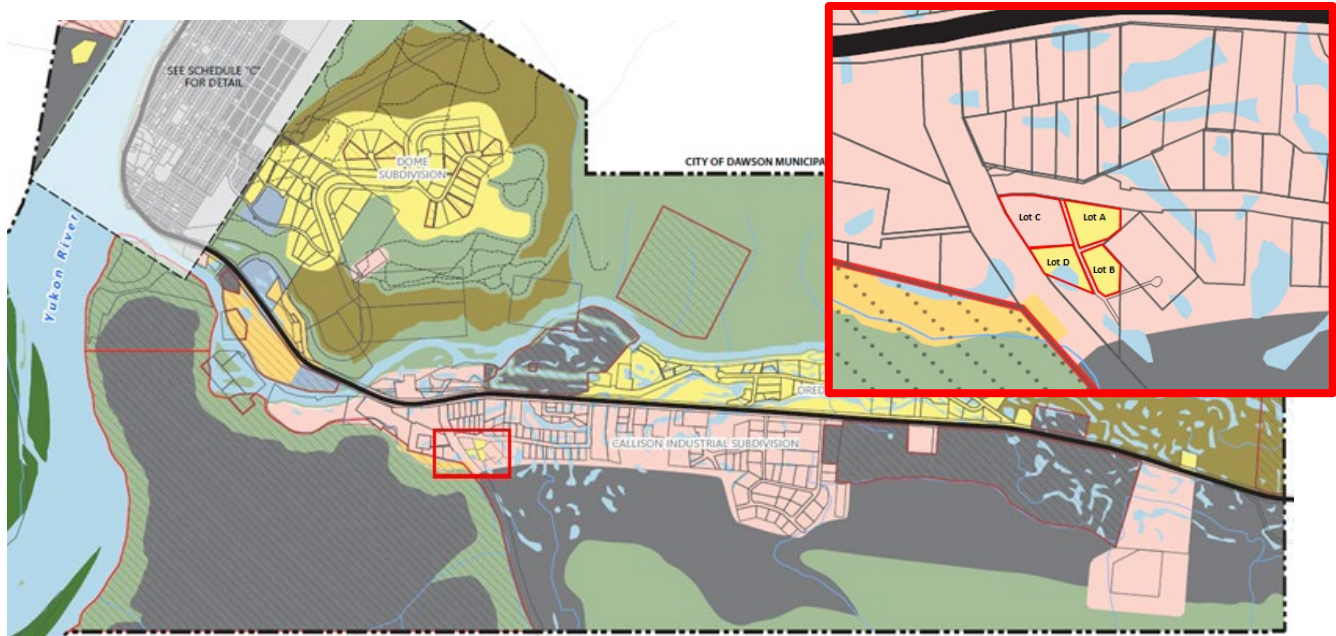 SEE SCHEDULE "C"
FOR DETAIL
DOME
SUBDIVISION
CITY OF DAWSON MUNICIPA
Yukon River
DRED
CALLISON INDUSTRIAL SUBDIVISION
Lot C
Lot A
Lot D
Lot B